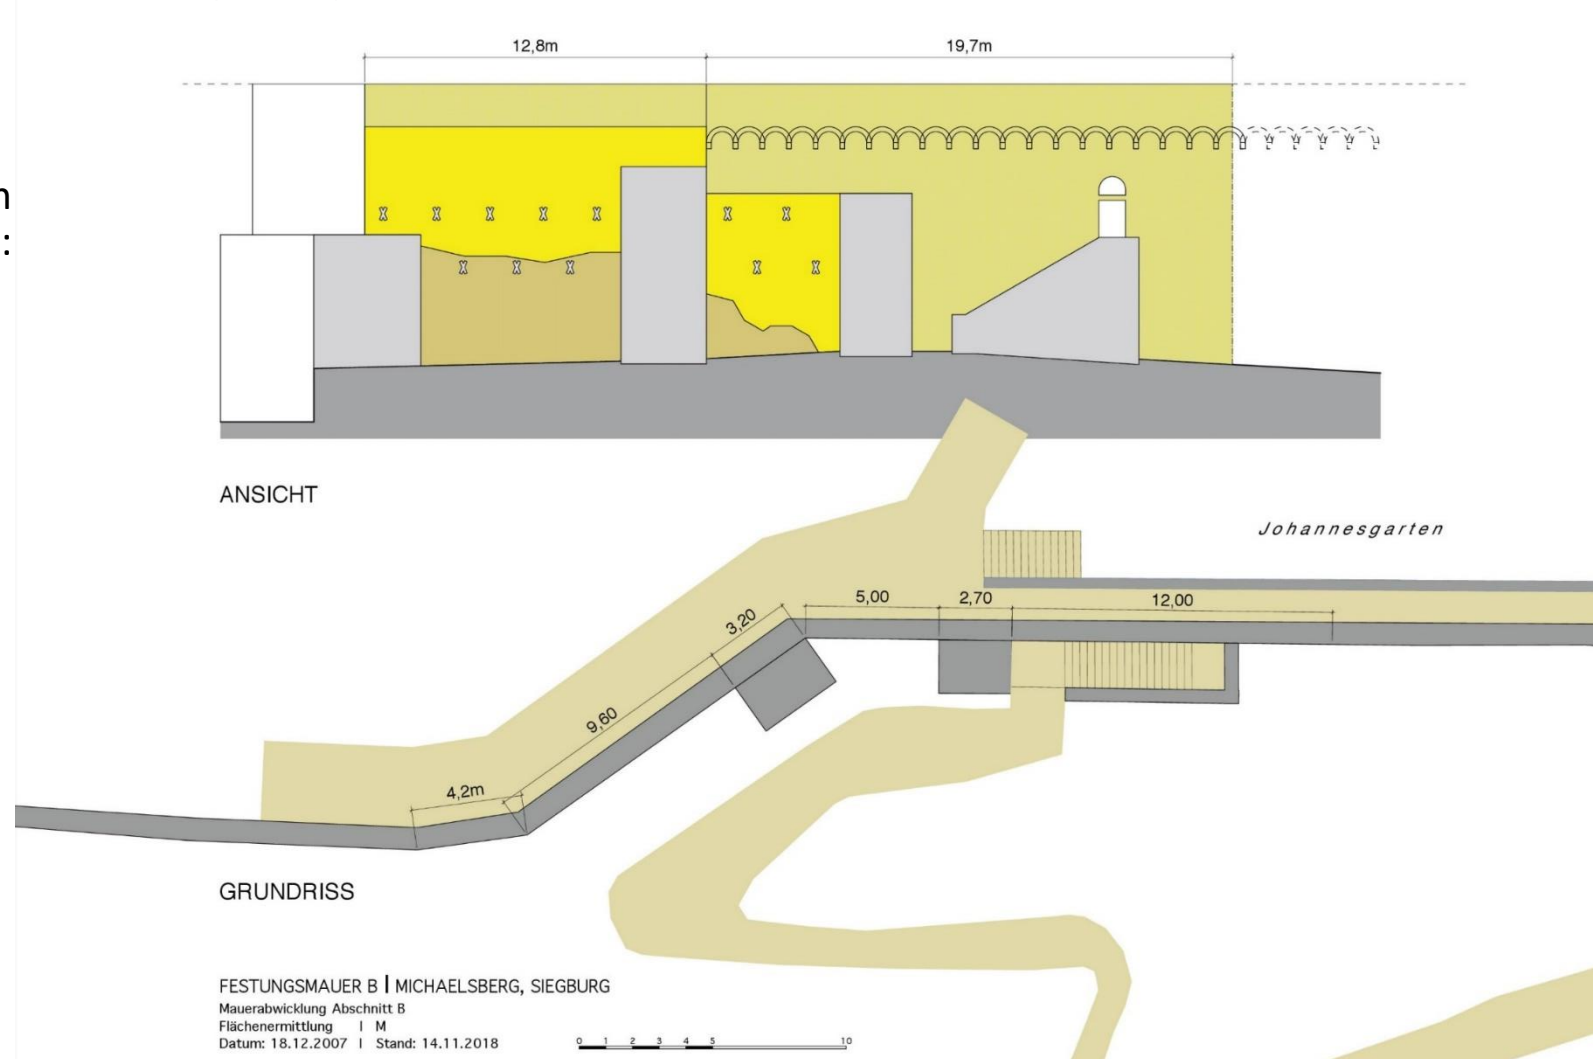 12,8m
19,7m
n
:
ANSICHT
Johannesgarten
5,00
2,70
12,00
3,20
9,60
4,2m
GRUNDRISS
FESTUNGSMAUER B | MICHAELSBERG, SIEGBURG
Mauerabwicklung Abschnitt B
Flächenermittlung | M
Datum: 18.12.2007 | Stand: 14.11.2018
0 1 2 3 4 5 10